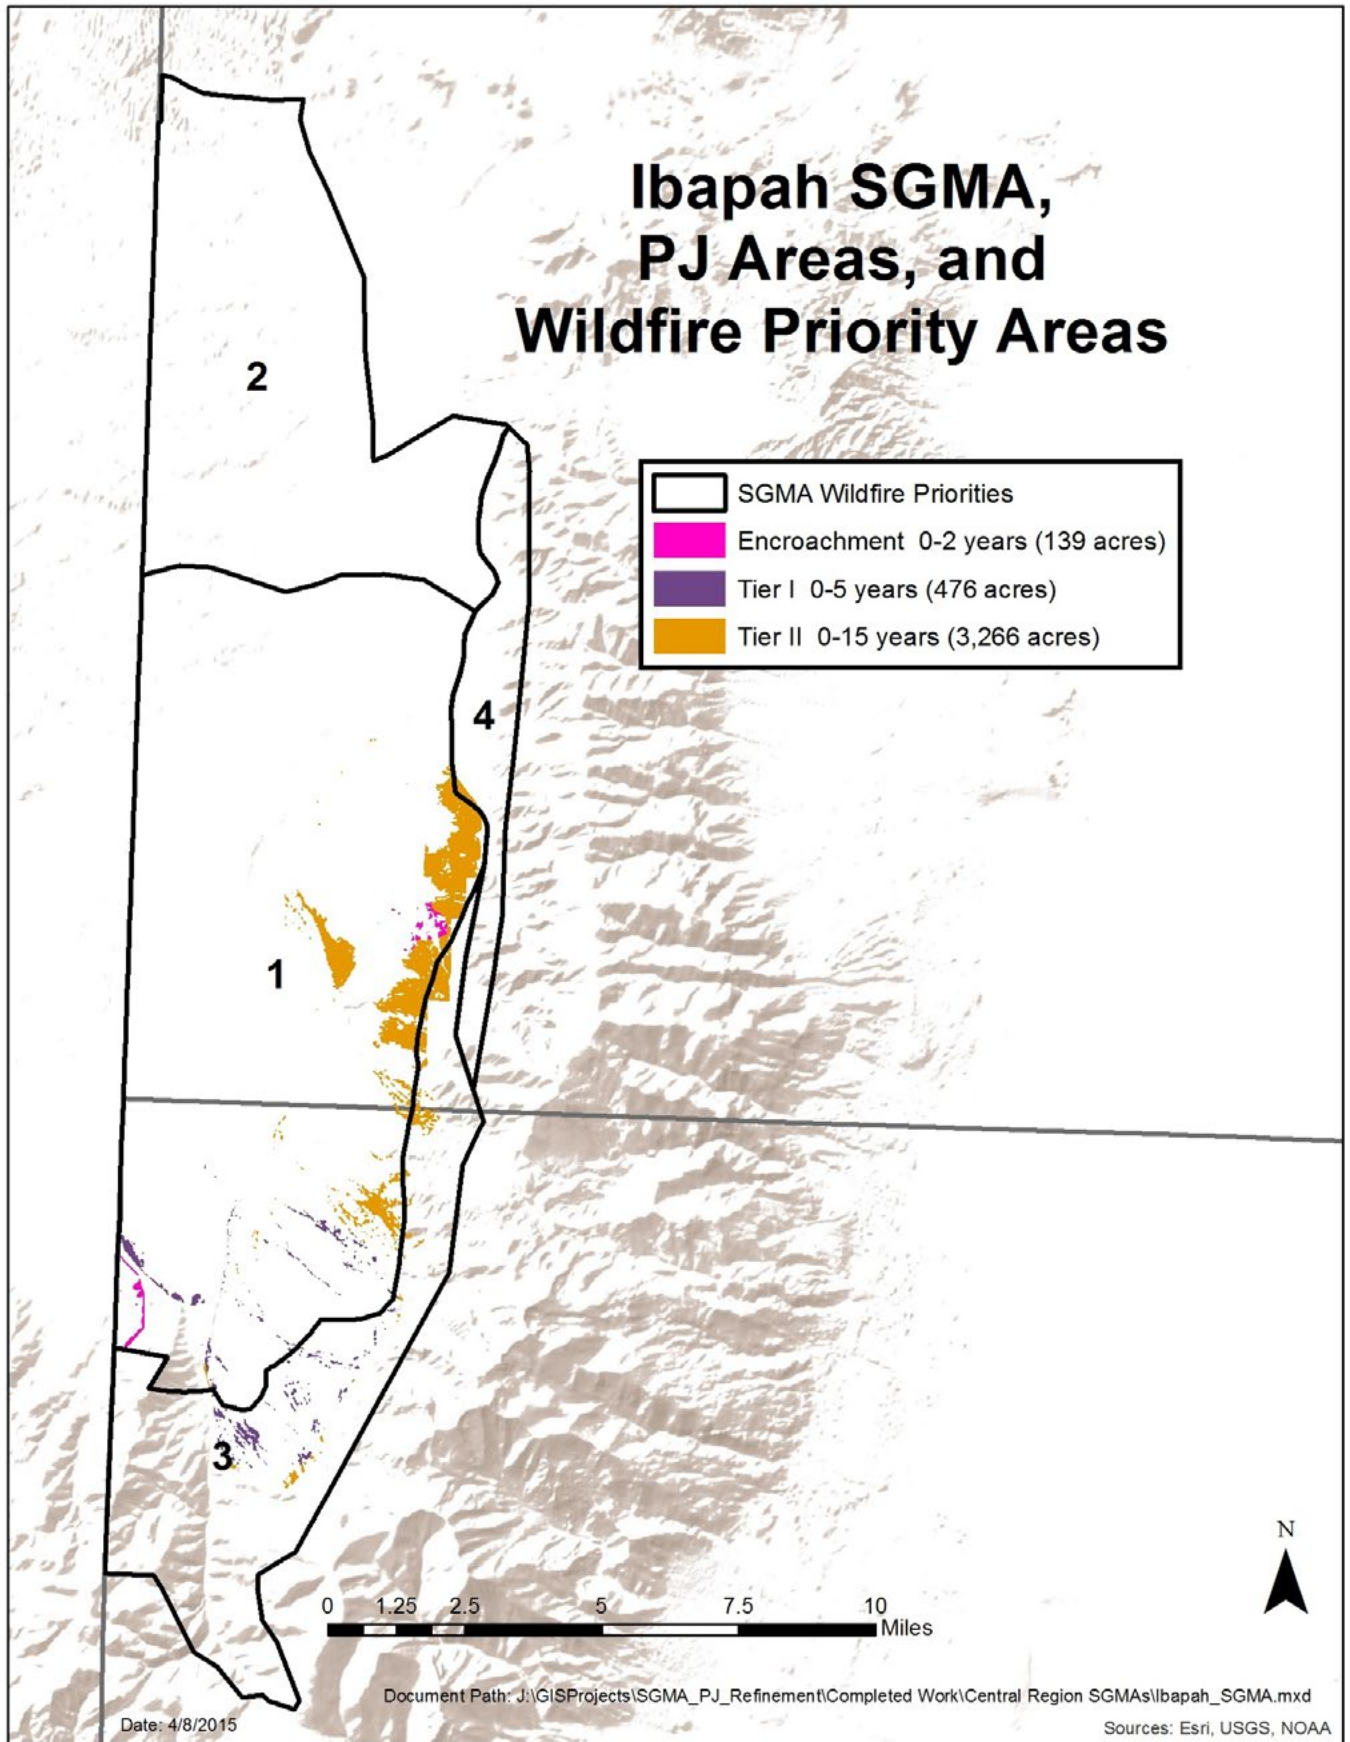 Ibapah SGMA,
PJ Areas, and
Wildfire Priority Areas
2
SGMA Wildfire Priorities
Encroachment 0-2 years (139 acres)
Tier I 0-5 years (476 acres)
Tier II 0-15 years (3,266 acres)
4
1
3
N
0 1.25 2.5 5 7.5 10
Miles
Document Path: J:\GISProjects\SGMA_PJ_Refinement\Completed Work\Central Region SGMAs\Ibapah_SGMA.mxd
Date: 4/8/2015
Sources: Esri, USGS, NOAA